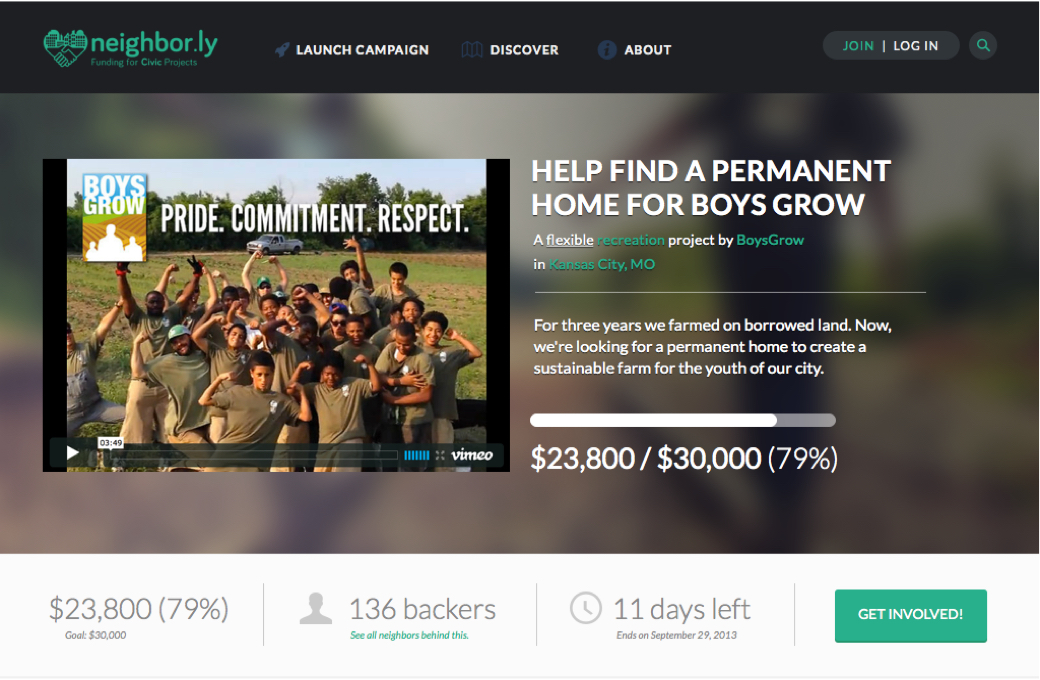 neighbor.ly
Funding for Civic Projects
LAUNCH CAMPAIGN
DISCOVER
ABOUT
JOIN | LOG IN
BOYS
GROW
PRIDE. COMMITMENT. RESPECT.
03:49
vimeo
HELP FIND A PERMANENT
HOME FOR BOYS GROW
A flexible recreation project by BoysGrow
in Kansas City, MO
For three years we farmed on borrowed land. Now,
we're looking for a permanent home to create a
sustainable farm for the youth of our city.
$23,800 / $30,000 (79%)
$23,800 (79%)
Goal: $30,000
136 backers
See all neighbors behind this.
11 days left
Ends on September 29, 2013
GET INVOLVED!